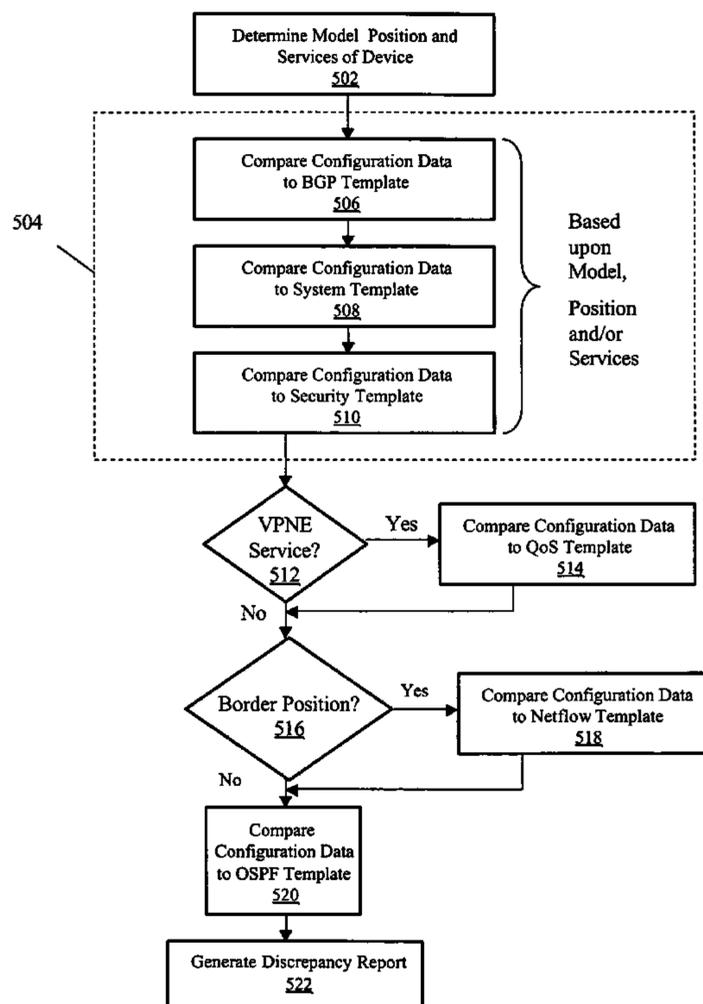 Determine Model Position and
Services of Device
502
504
Compare Configuration Data
to BGP Template
506
Compare Configuration Data
to System Template
508
Compare Configuration Data
to Security Template
510
Based
upon
Model,
Position
and/or
Services
VPNE
Service?
512
Yes
Compare Configuration Data
to QoS Template
514
No
Border Position?
516
Yes
Compare Configuration Data
to Netflow Template
518
No
Compare
Configuration Data
to OSPF Template
520
Generate Discrepancy Report
522